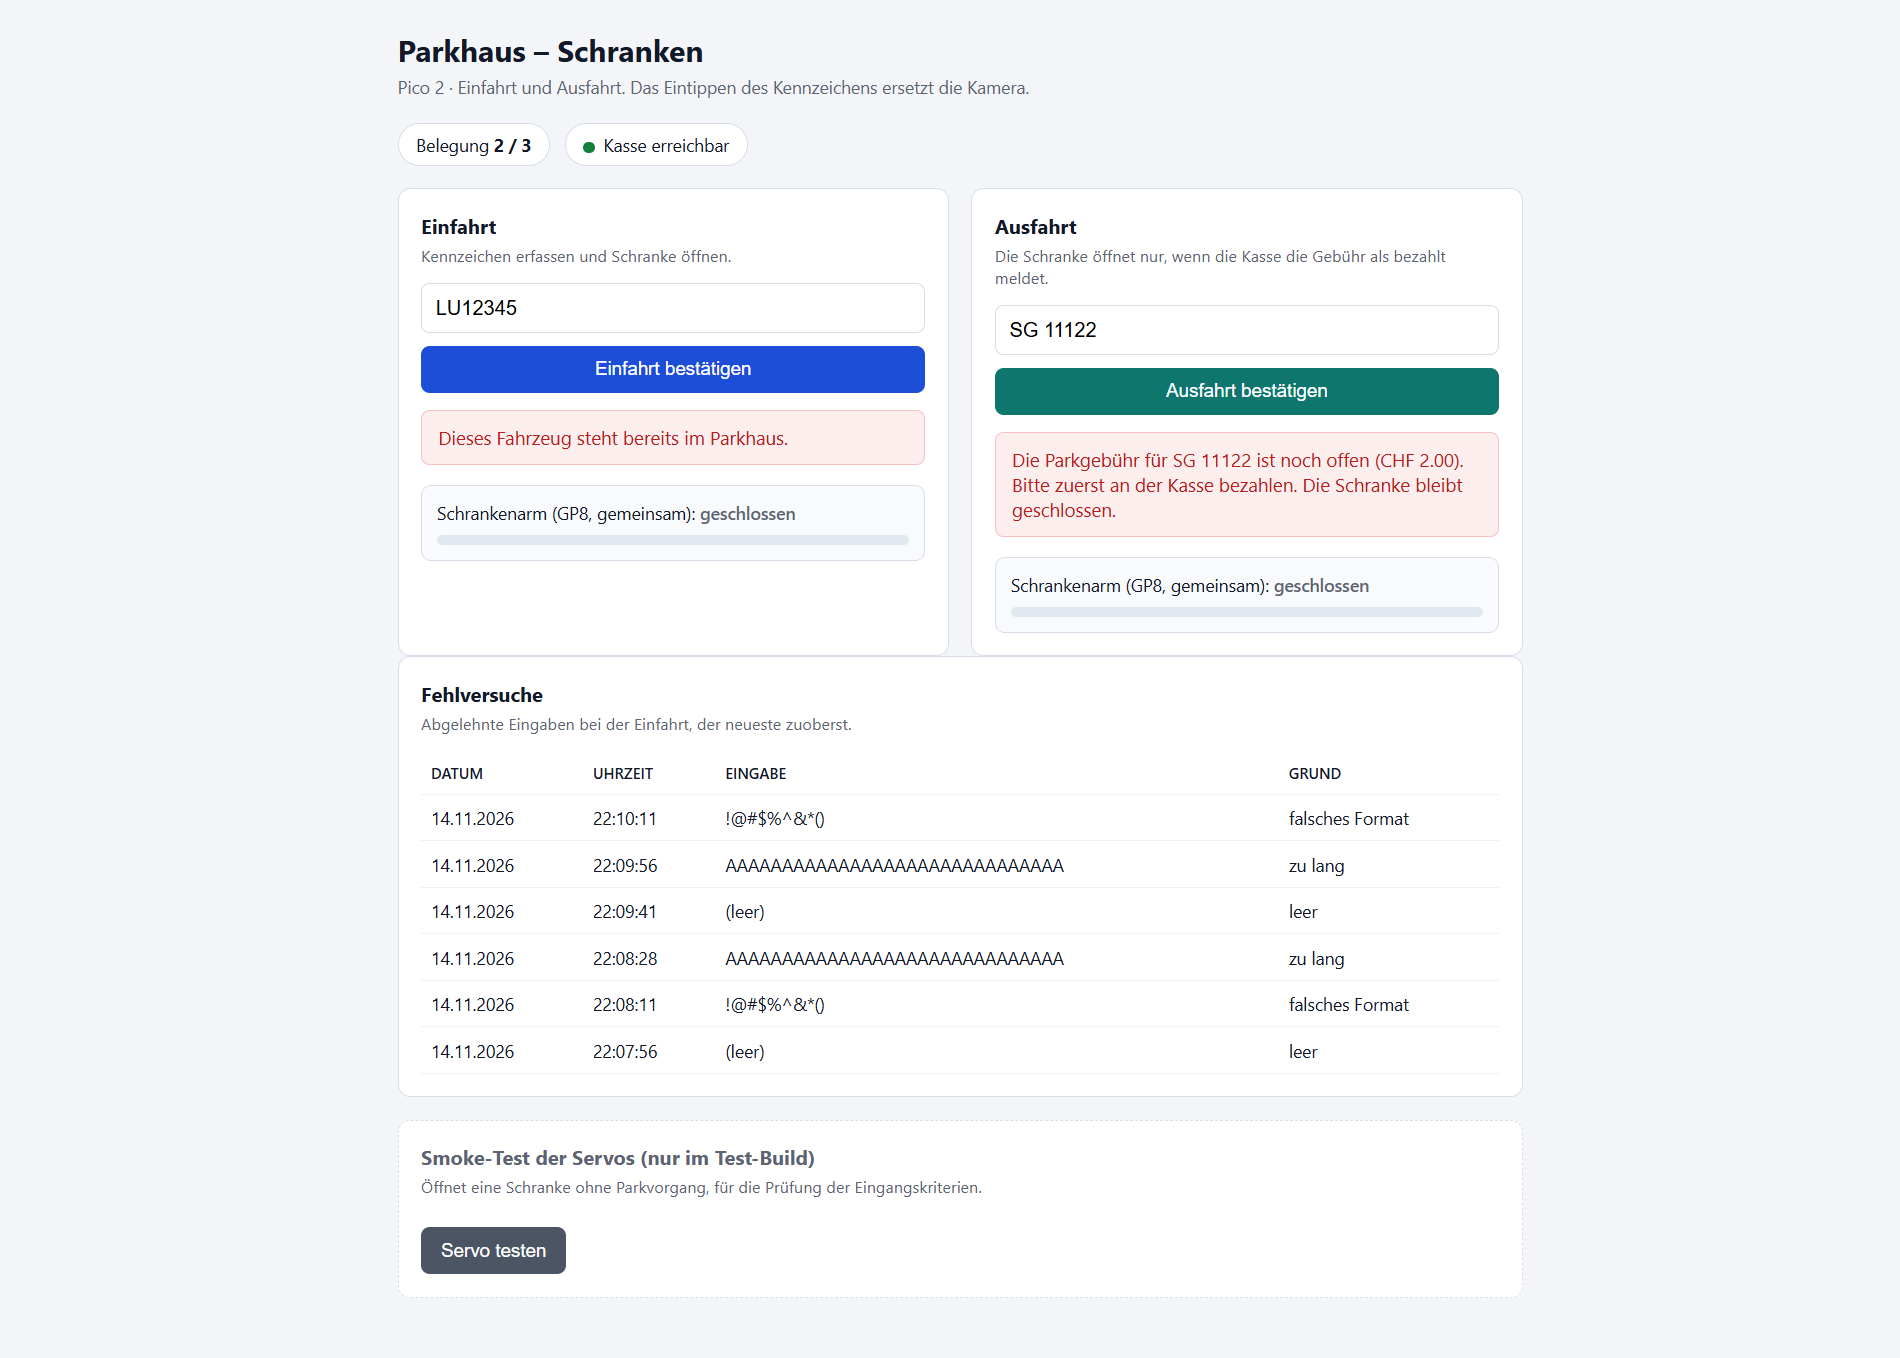 Parkhaus – Schranken
Pico 2 · Einfahrt und Ausfahrt. Das Eintippen des Kennzeichens ersetzt die Kamera.
Belegung 2 / 3
Kasse erreichbar
Einfahrt
Kennzeichen erfassen und Schranke öffnen.
LU12345
Einfahrt bestätigen
Dieses Fahrzeug steht bereits im Parkhaus.
Schrankenarm (GP8, gemeinsam): geschlossen
Ausfahrt
Die Schranke öffnet nur, wenn die Kasse die Gebühr als bezahlt
meldet.
SG 11122
Ausfahrt bestätigen
Die Parkgebühr für SG 11122 ist noch offen (CHF 2.00).
Bitte zuerst an der Kasse bezahlen. Die Schranke bleibt
geschlossen.
Schrankenarm (GP8, gemeinsam): geschlossen
Fehlversuche
Abgelehnte Eingaben bei der Einfahrt, der neueste zuoberst.
DATUM UHRZEIT EINGABE GRUND
14.11.2026 22:10:11 !@#$%^&*() falsches Format
14.11.2026 22:09:56 AAAAAAAAAAAAAAAAAAAAAAAAAAAAAA zu lang
14.11.2026 22:09:41 (leer) leer
14.11.2026 22:08:28 AAAAAAAAAAAAAAAAAAAAAAAAAAAAAA zu lang
14.11.2026 22:08:11 !@#$%^&*() falsches Format
14.11.2026 22:07:56 (leer) leer
Smoke-Test der Servos (nur im Test-Build)
Öffnet eine Schranke ohne Parkvorgang, für die Prüfung der Eingangskriterien.
Servo testen